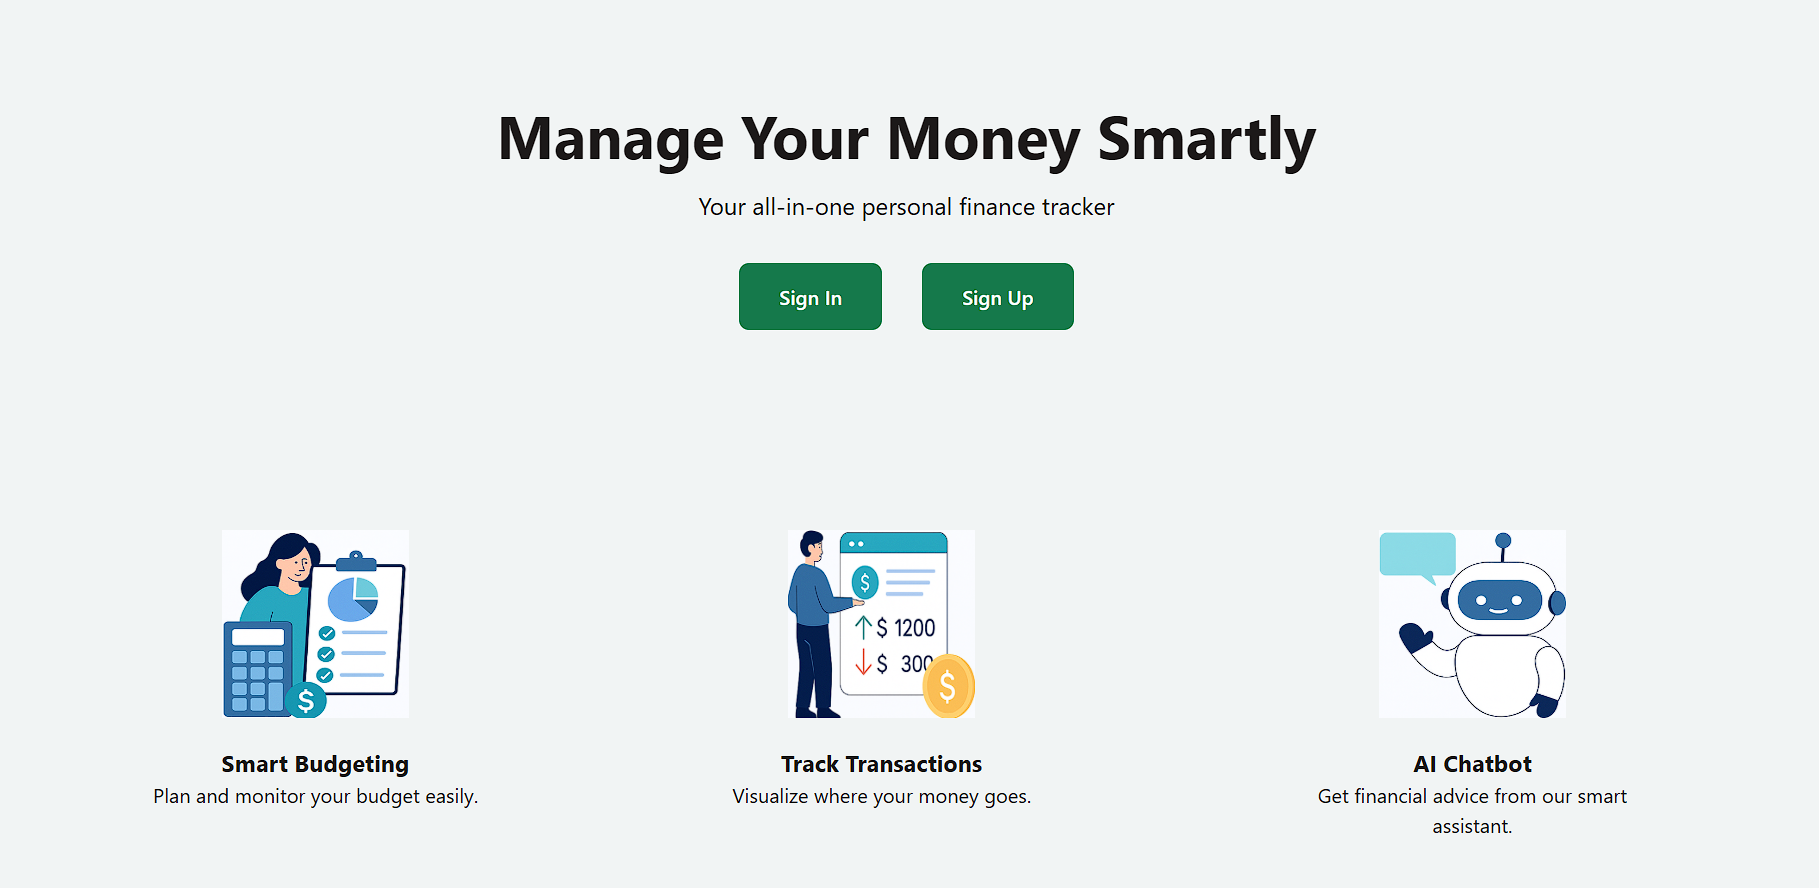 Manage Your Money Smartly
Your all-in-one personal finance tracker
Sign In
Sign Up
$
$
$ 1200
$ 300
$
Smart Budgeting
Plan and monitor your budget easily.
Track Transactions
Visualize where your money goes.
AI Chatbot
Get financial advice from our smart
assistant.